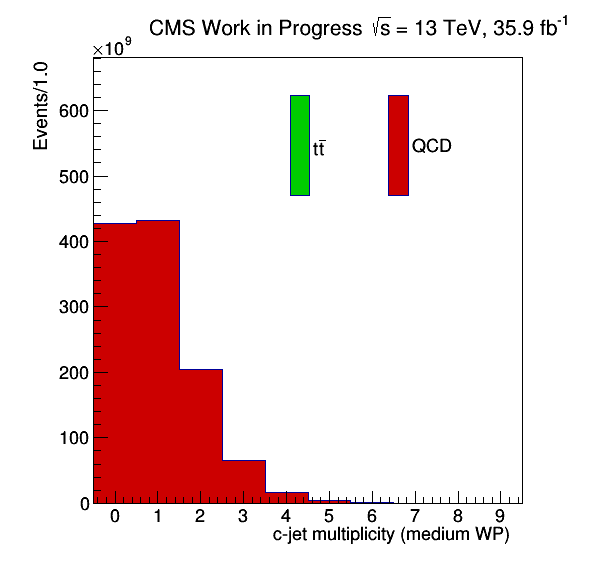 CMS Work in Progress √s = 13 TeV, 35.9 fb⁻¹
×10⁹
Events/1.0
600
500
400
300
200
100
0
tt̅
QCD
0 1 2 3 4 5 6 7 8 9
c-jet multiplicity (medium WP)